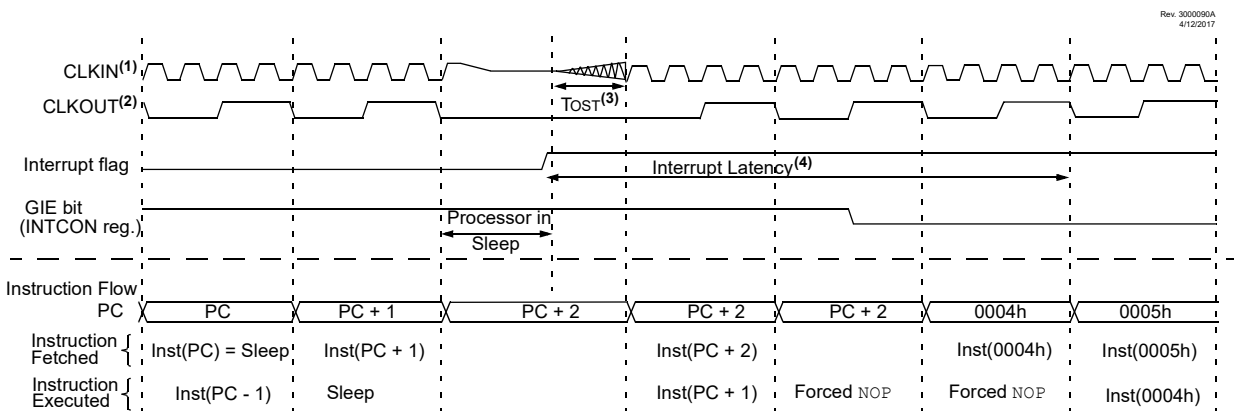 Rev. 3000090A
4/12/2017
CLKIN(1)
CLKOUT(2)
TOST(3)
Interrupt flag
Interrupt Latency(4)
GIE bit
(INTCON reg.)
Processor in
Sleep
Instruction Flow
PC PC PC + 1 PC + 2 PC + 2 PC + 2 0004h 0005h
Instruction
Fetched { Inst(PC) = Sleep Inst(PC + 1) Inst(PC + 2) Inst(0004h) Inst(0005h)
Instruction
Executed { Inst(PC - 1) Sleep Inst(PC + 1) Forced NOP Forced NOP Inst(0004h)